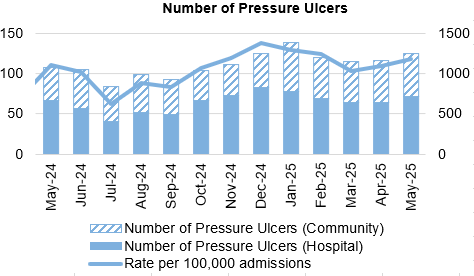 Number of Pressure Ulcers
150 1500
100 1000
50 500
0 0
May-24 Jun-24 Jul-24 Aug-24 Sep-24 Oct-24 Nov-24 Dec-24 Jan-25 Feb-25 Mar-25 Apr-25 May-25
Number of Pressure Ulcers (Community)
Number of Pressure Ulcers (Hospital)
Rate per 100,000 admissions